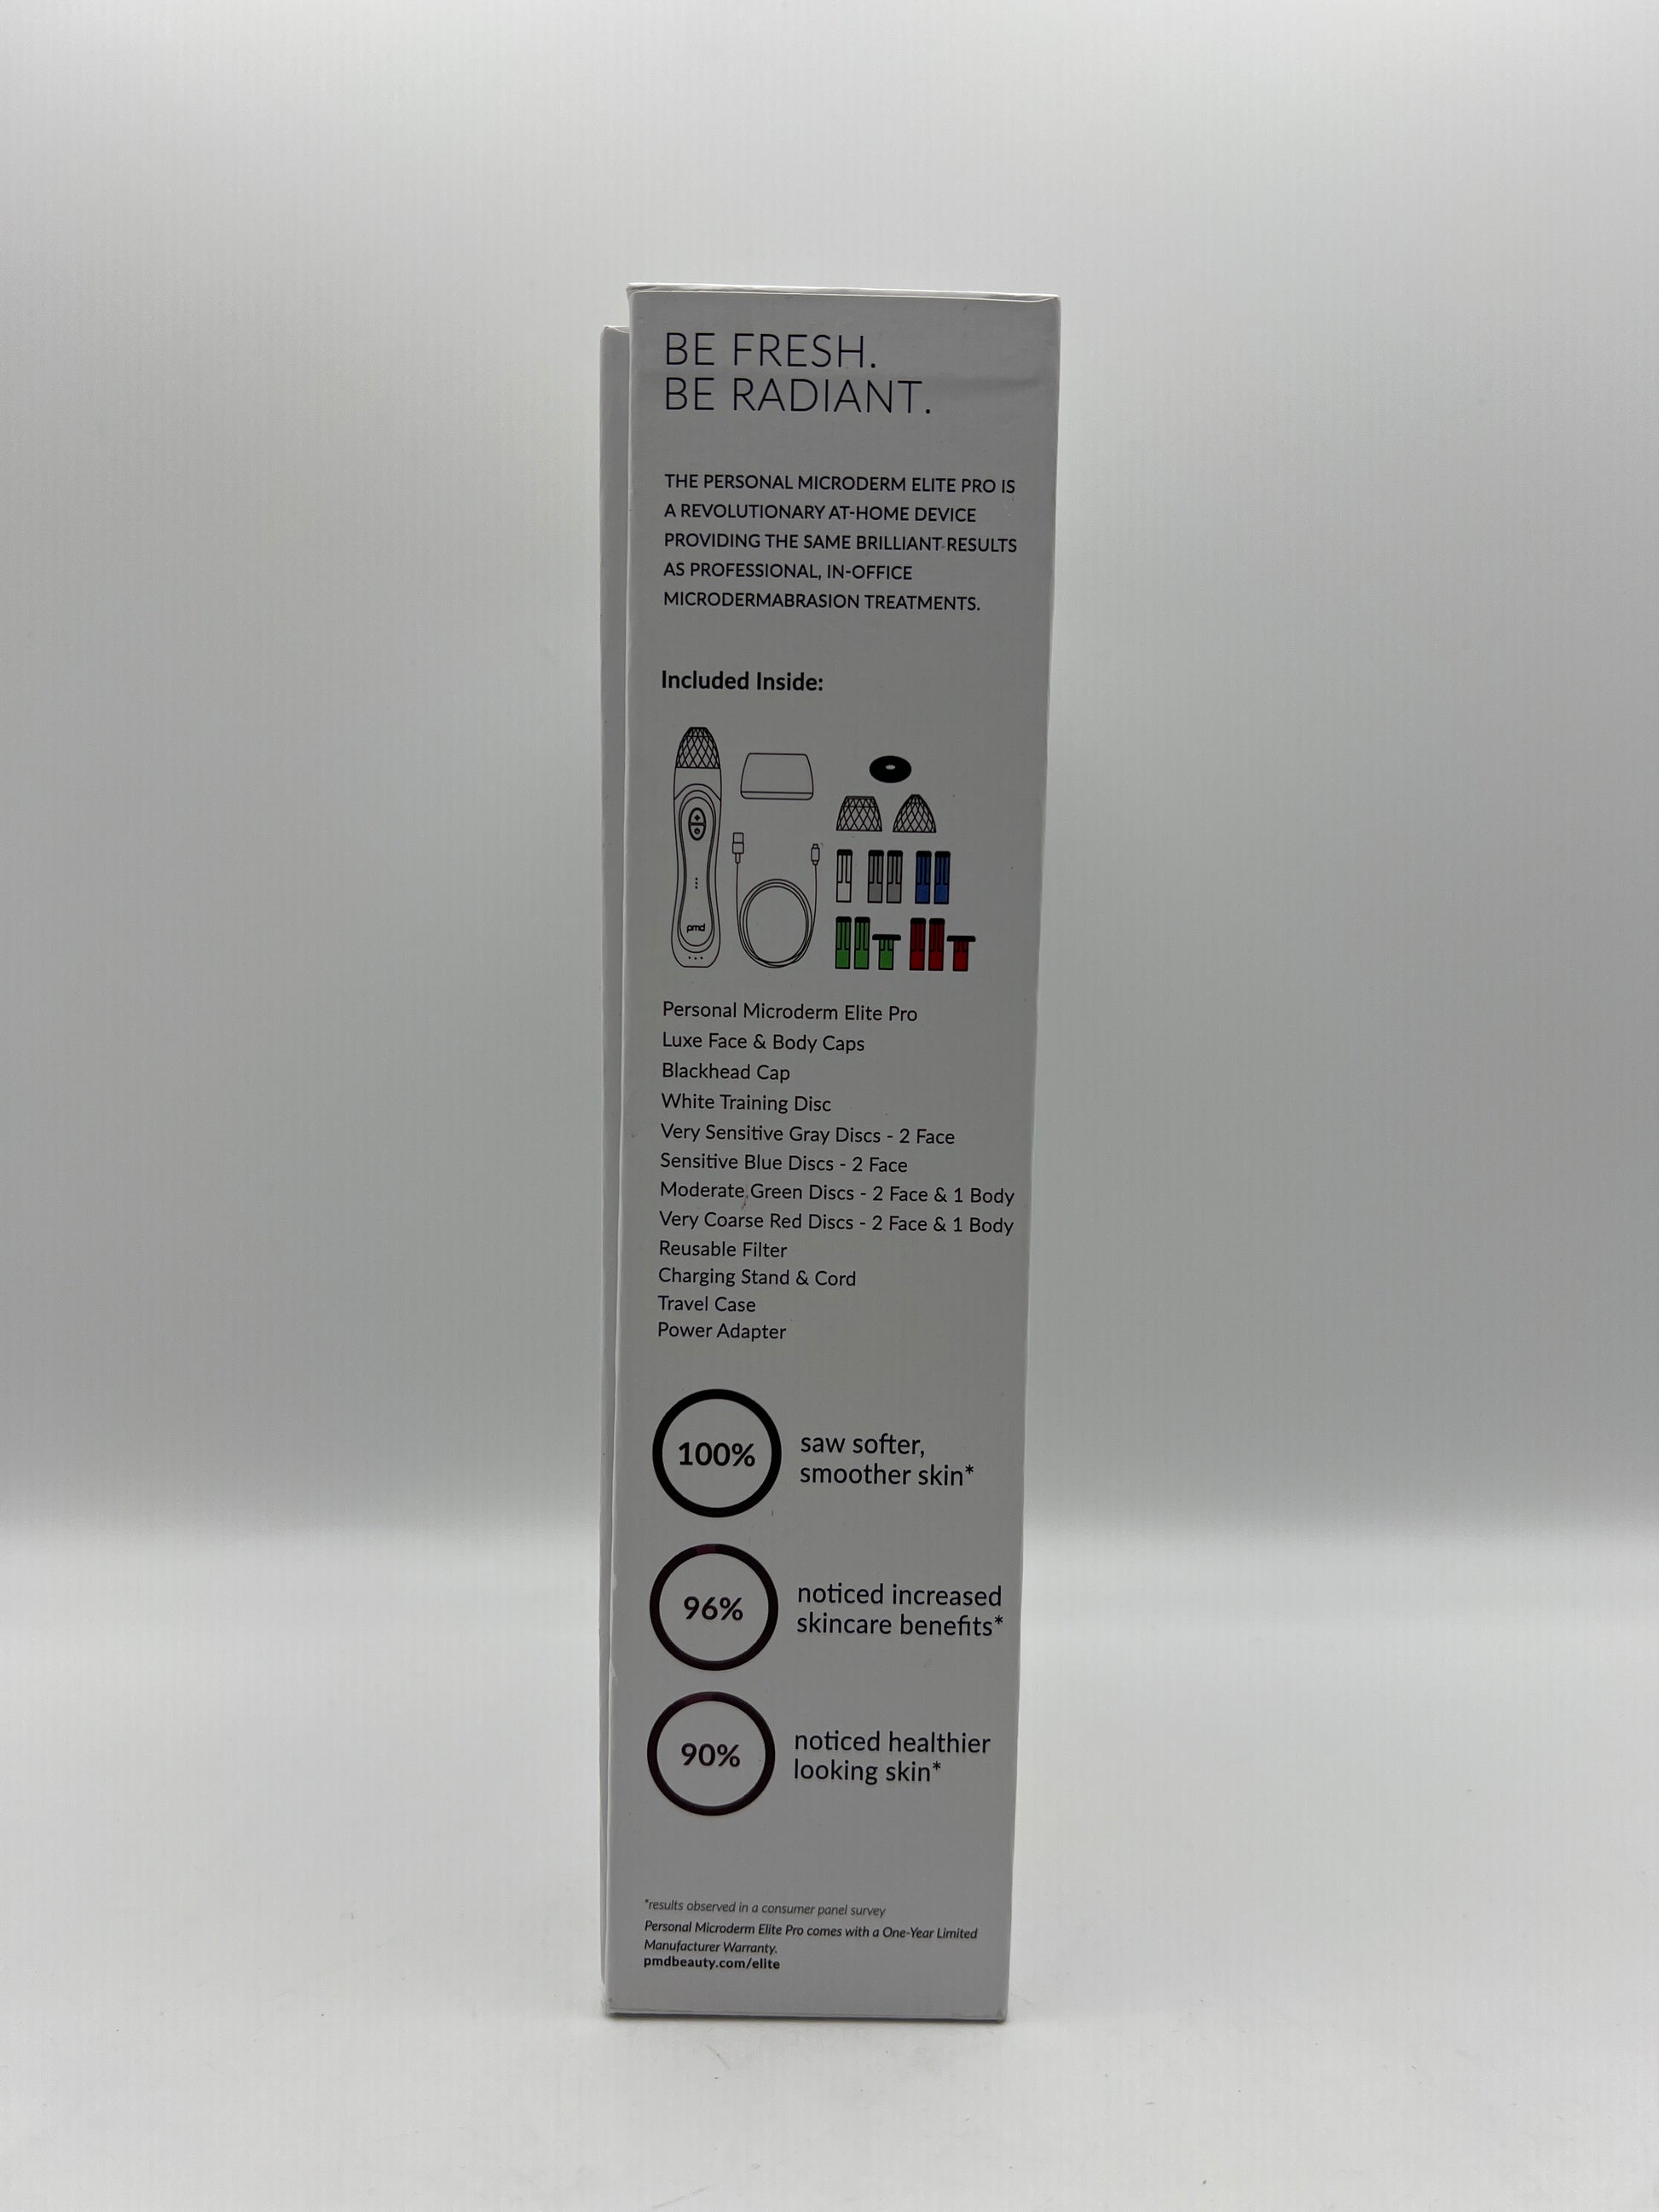 BE FRESH.
BE RADIANT.
THE PERSONAL MICRODERM ELITE PRO IS
A REVOLUTIONARY AT-HOME DEVICE
PROVIDING THE SAME BRILLIANT RESULTS
AS PROFESSIONAL, IN-OFFICE
MICRODERMABRASION TREATMENTS.
Included Inside:
pmd
Personal Microderm Elite Pro
Luxe Face & Body Caps
Blackhead Cap
White Training Disc
Very Sensitive Gray Discs - 2 Face
Sensitive Blue Discs - 2 Face
Moderate Green Discs - 2 Face & 1 Body
Very Coarse Red Discs - 2 Face & 1 Body
Reusable Filter
Charging Stand & Cord
Travel Case
Power Adapter
100%
saw softer,
smoother skin*
96%
noticed increased
skincare benefits*
90%
noticed healthier
looking skin*
*results observed in a consumer panel survey
Personal Microderm Elite Pro comes with a One-Year Limited
Manufacturer Warranty.
pmdbeauty.com/elite